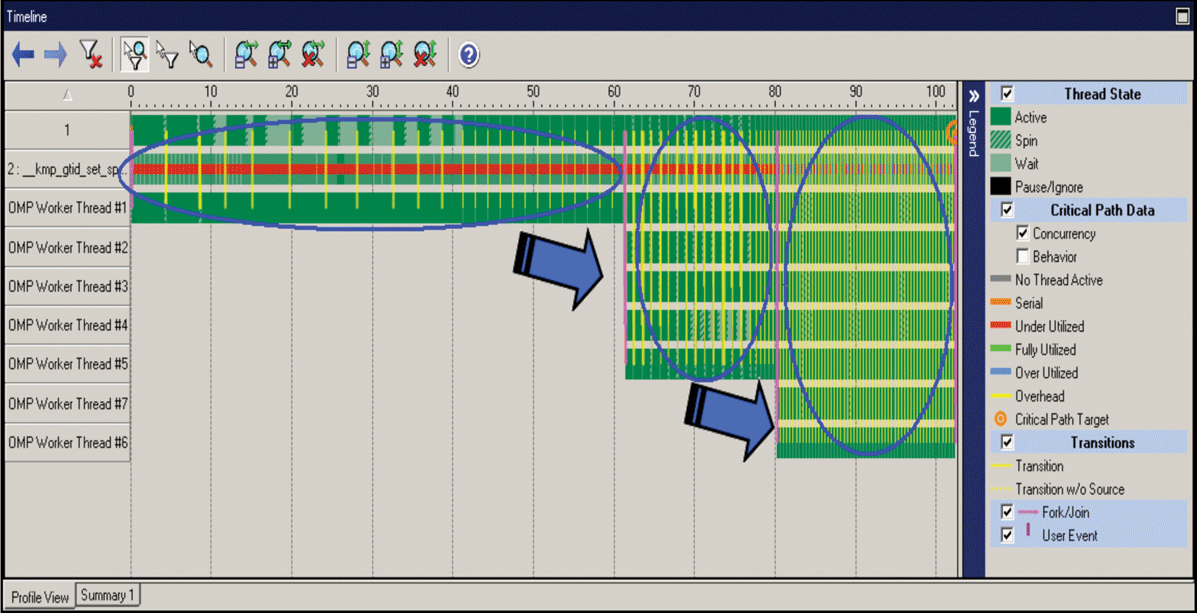 Timeline
0 10 20 30 40 50 60 70 80 90 100
1
2 : __kmp_gtid_set_sp...
OMP Worker Thread #1
OMP Worker Thread #2
OMP Worker Thread #3
OMP Worker Thread #4
OMP Worker Thread #5
OMP Worker Thread #7
OMP Worker Thread #6
Legend
Thread State
Active
Spin
Wait
Pause/Ignore
Critical Path Data
Concurrency
Behavior
No Thread Active
Serial
Under Utilized
Fully Utilized
Over Utilized
Overhead
Critical Path Target
Transitions
Transition
Transition w/o Source
Fork/Join
User Event
Profile View Summary 1